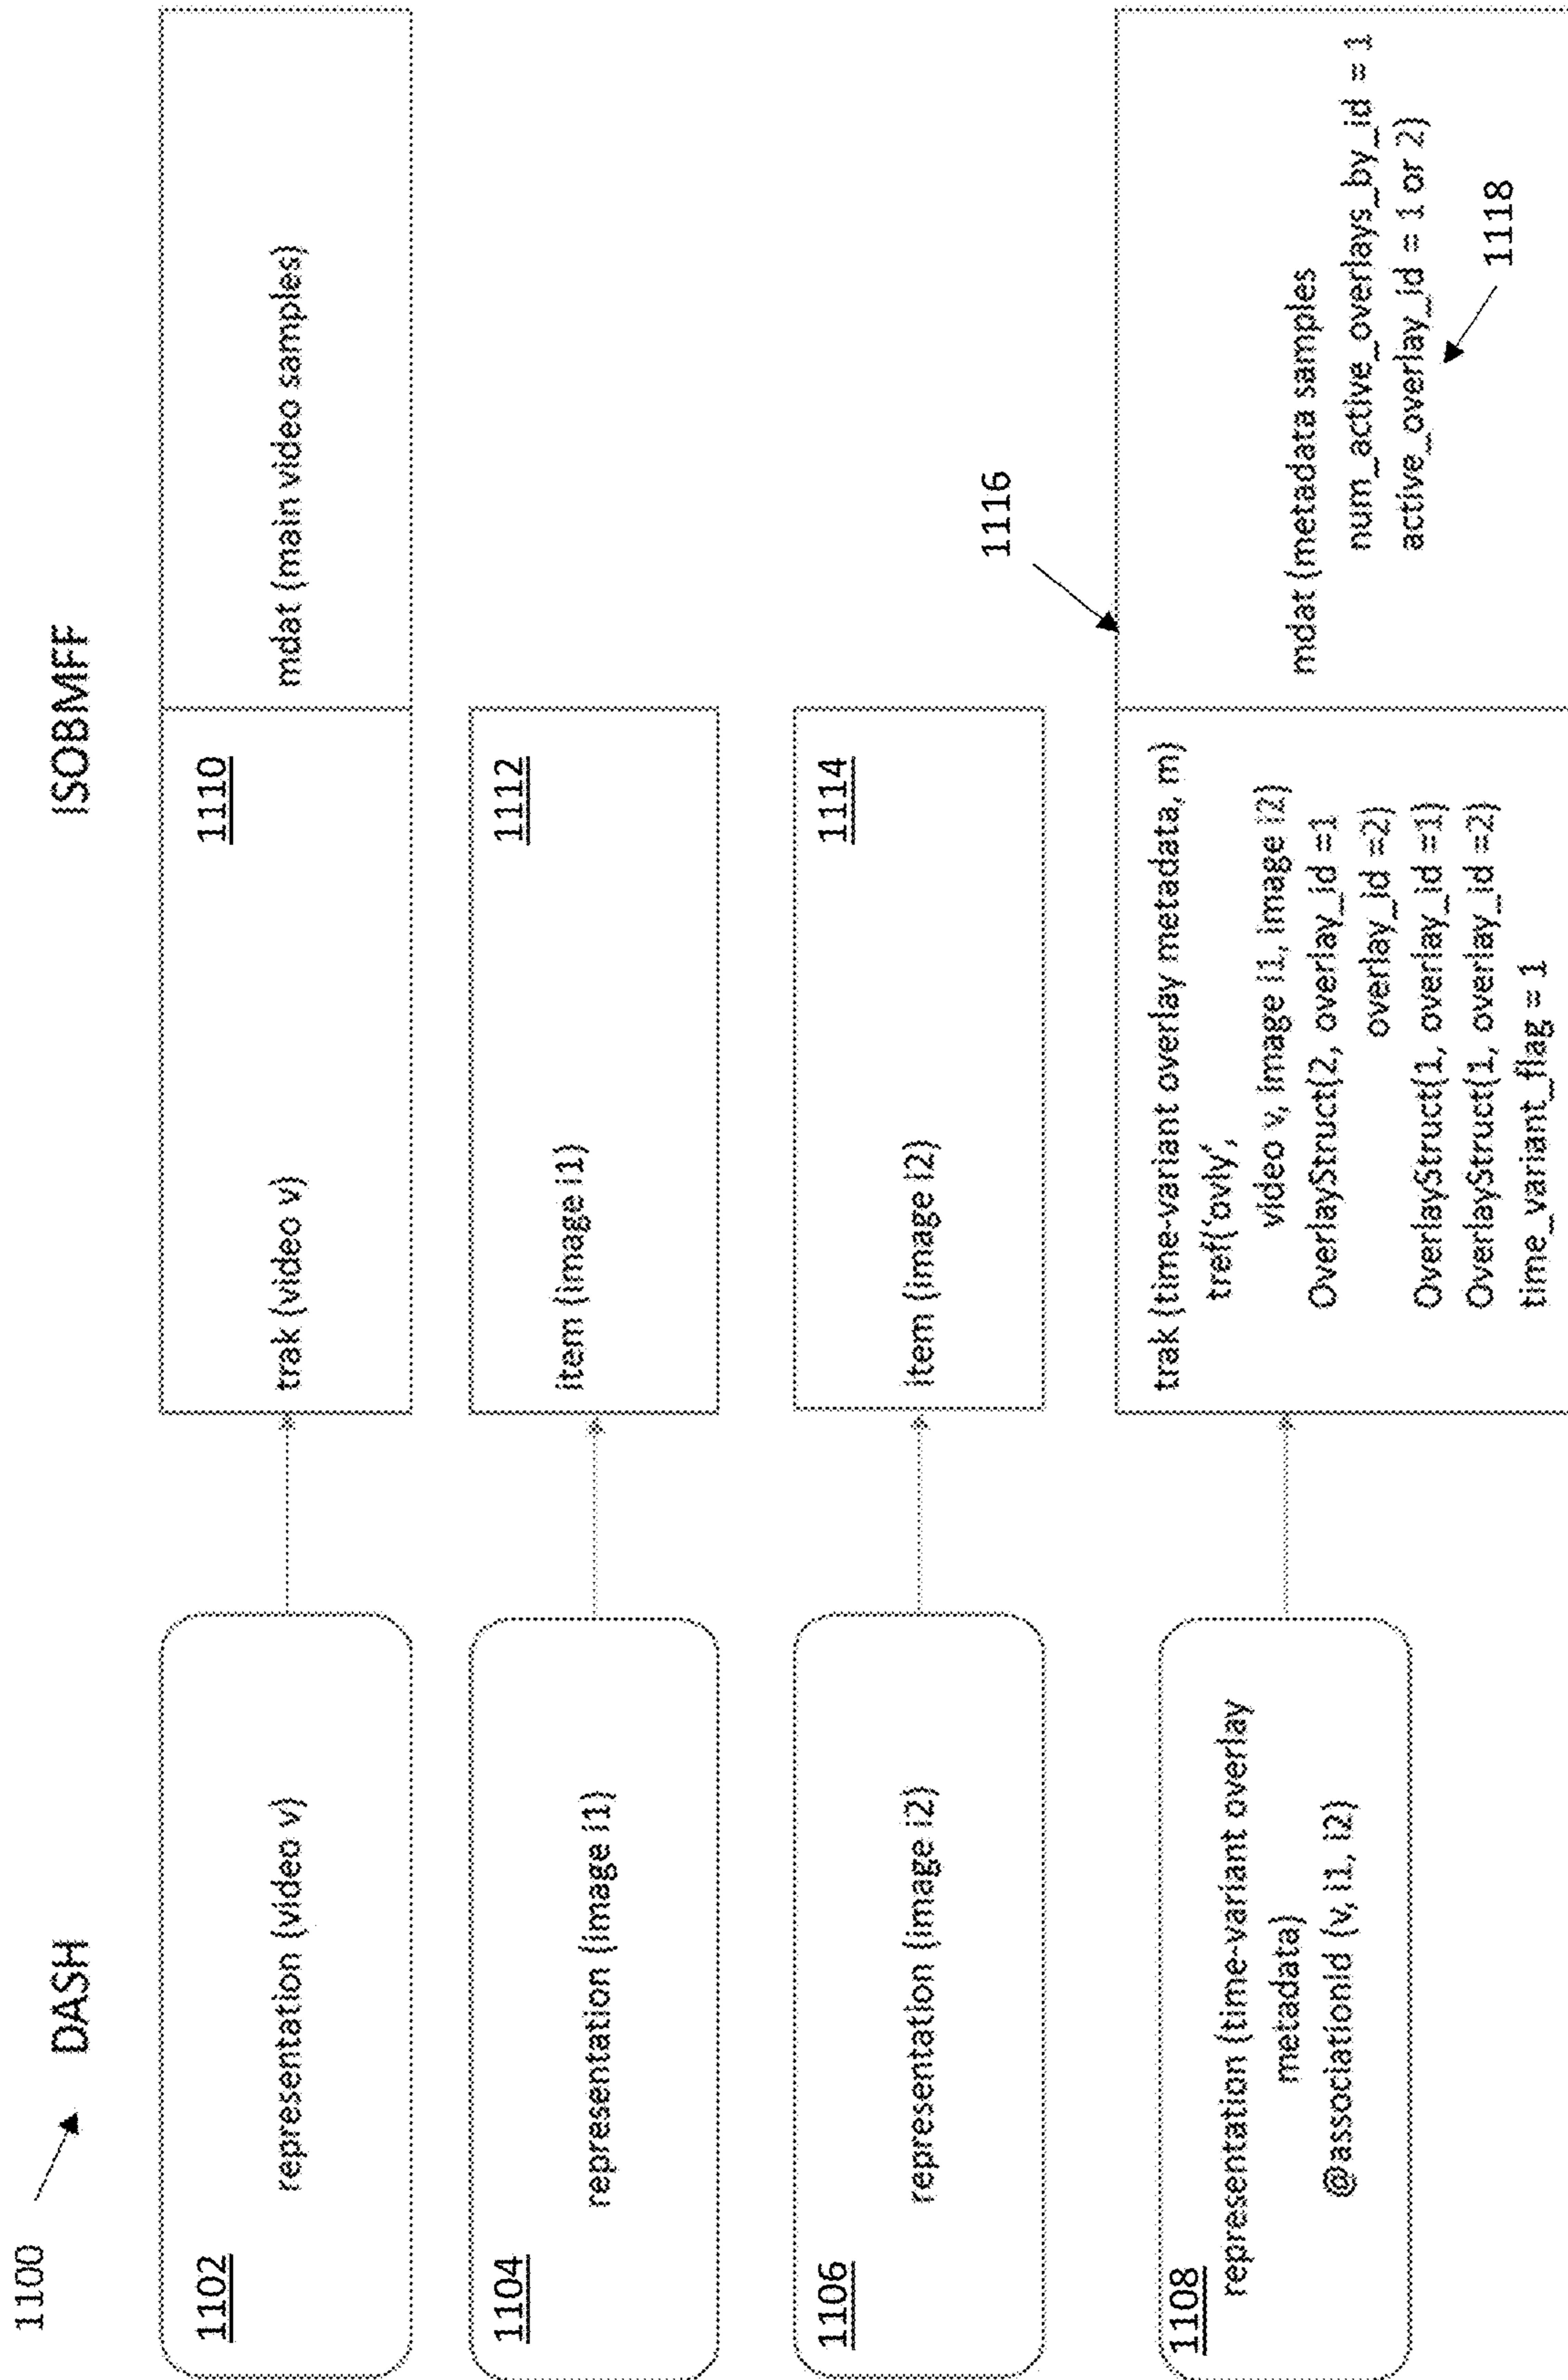 1100
DASH
ISOBMFF
1102
representation (video v)
1110
trak (video v)
mdat (main video samples)
1104
representation (image i1)
1112
item (image i1)
1106
representation (image i2)
1114
item (image i2)
1108
representation (time-variant overlay
metadata)
@associationId (v, i1, i2)
1116
trak (time-variant overlay metadata, m)
tref('ovly',
video v, image i1, image i2)
OverlayStruct(2, overlay_id =1
overlay_id =2)
OverlayStruct(1, overlay_id =1)
OverlayStruct(1, overlay_id =2)
time_variant_flag = 1
mdat (metadata samples
num_active_overlays_by_id = 1
active_overlay_id = 1 or 2)
1118